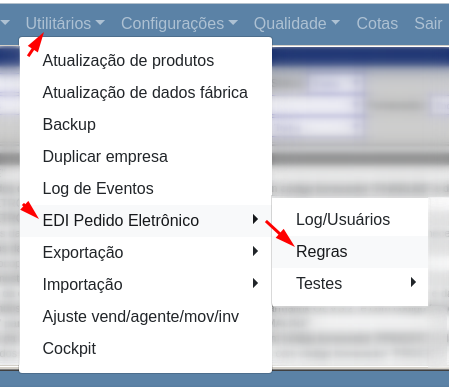 Utilitários Configurações Qualidade Cotas Sair
Atualização de produtos
Atualização de dados fábrica
Backup
Duplicar empresa
Log de Eventos
EDI Pedido Eletrônico
Exportação
Importação
Ajuste vend/agente/mov/inv
Cockpit
Log/Usuários
Regras
Testes